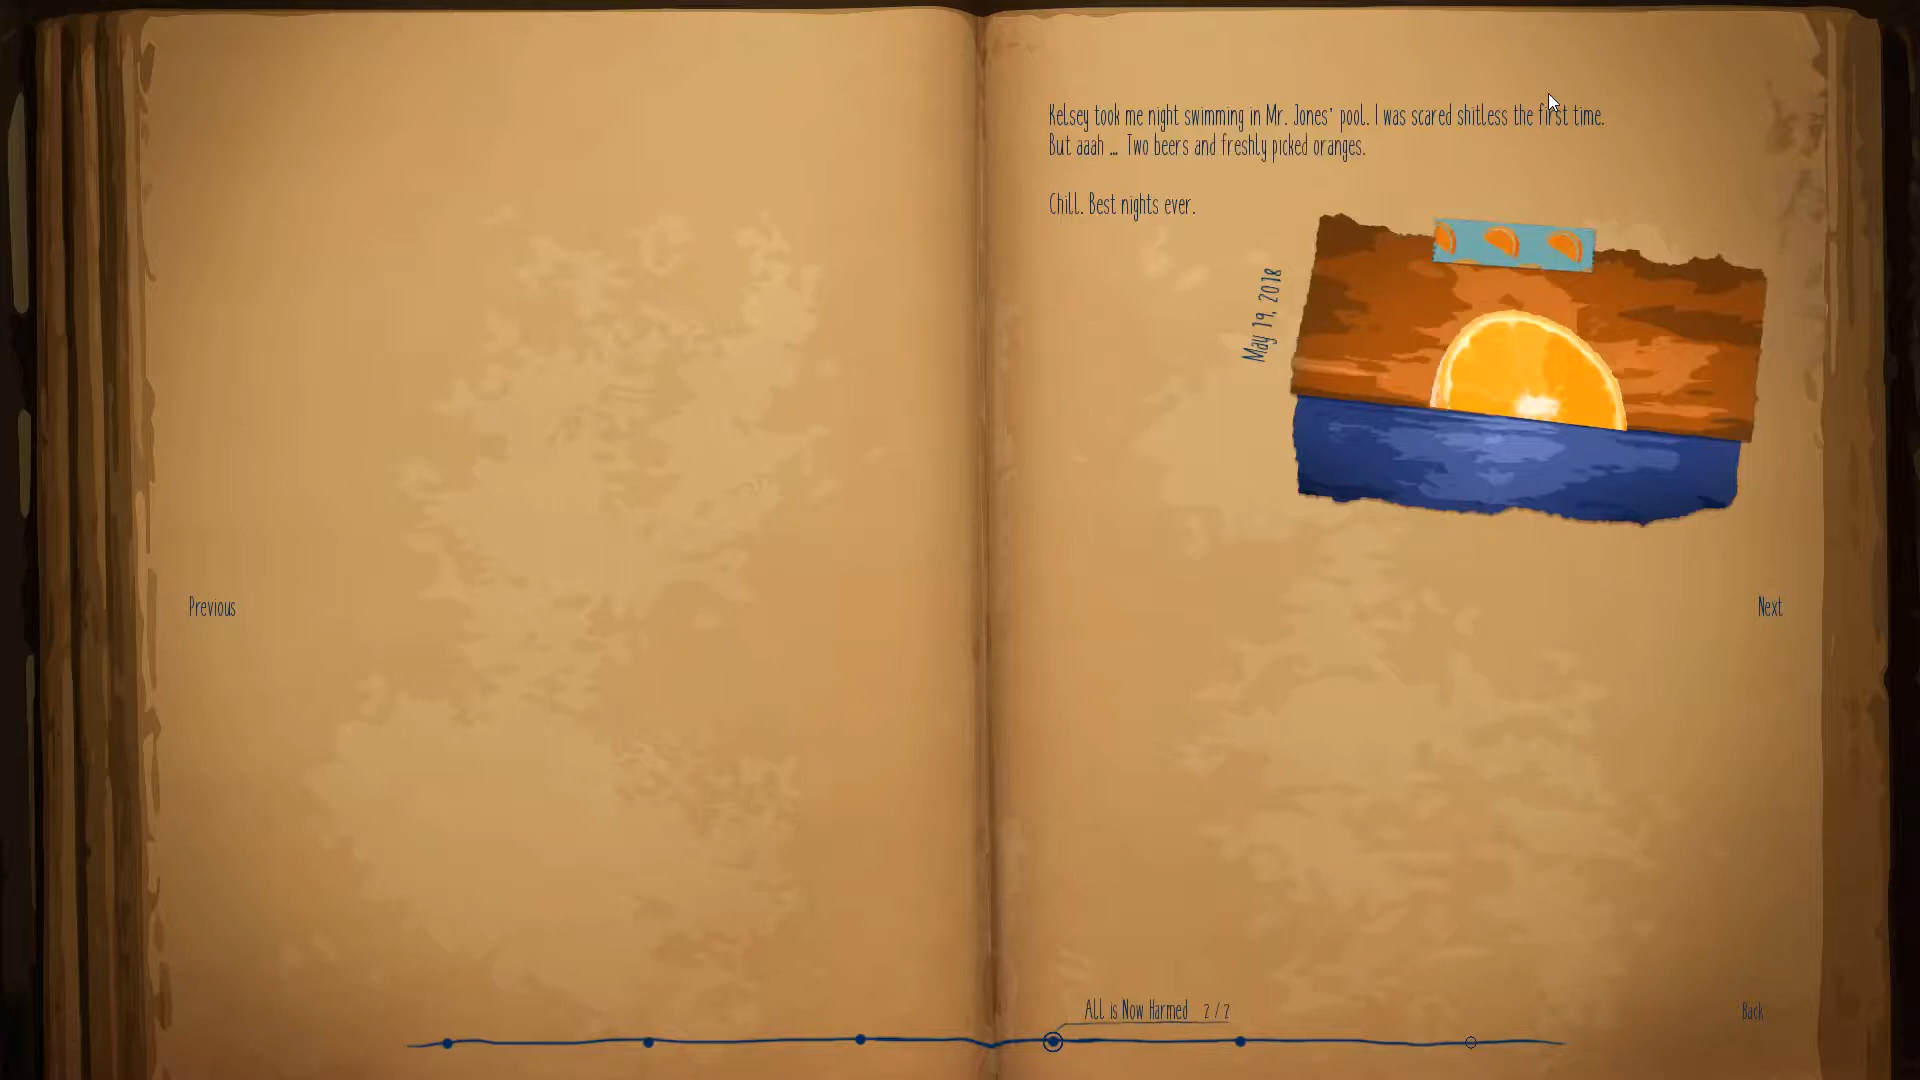 Kelsey took me night swimming in Mr. Jones' pool. I was scared shitless the first time.
But aaah ... Two beers and freshly picked oranges.
Chill. Best nights ever.
May 19, 2018
Previous
Next
All is Now Harmed 2 / 2
Back